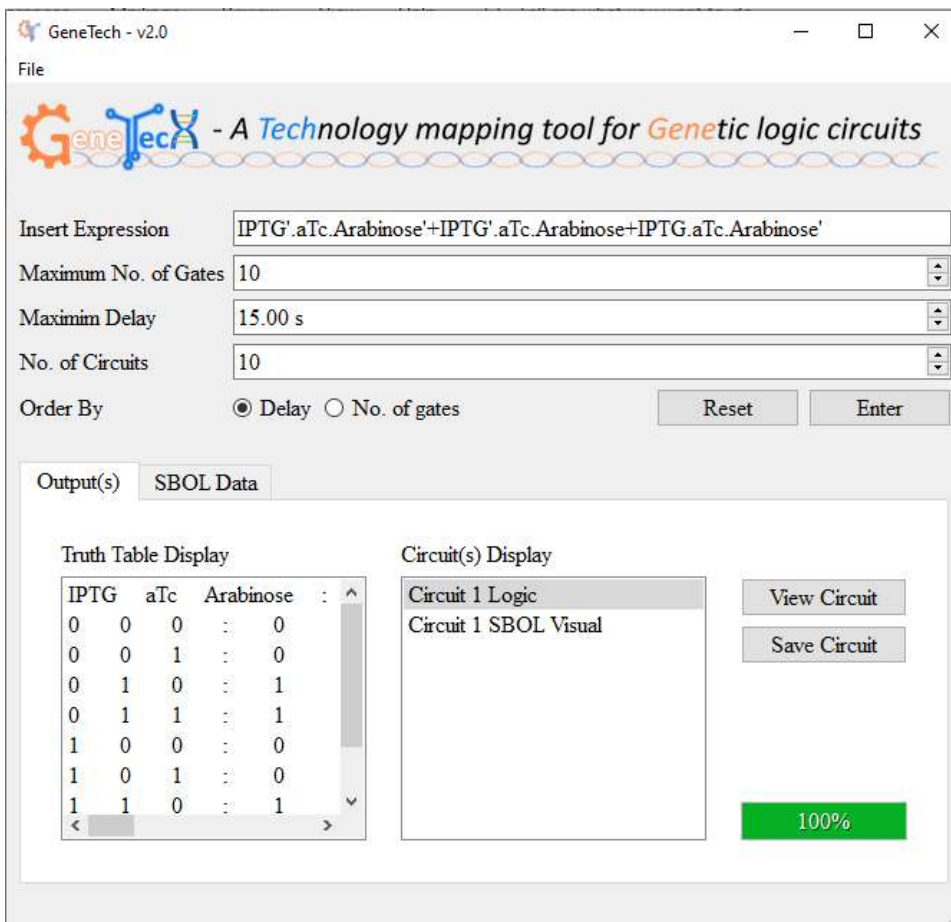 GeneTech - v2.0
File
GeneTech - A Technology mapping tool for Genetic logic circuits
Insert Expression IPTG'.aTc.Arabinose'+IPTG'.aTc.Arabinose+IPTG.aTc.Arabinose'
Maximum No. of Gates 10
Maximim Delay 15.00 s
No. of Circuits 10
Order By Delay No. of gates Reset Enter
Output(s) SBOL Data
Truth Table Display Circuit(s) Display
IPTG aTc Arabinose :
0 0 0 : 0
0 0 1 : 0
0 1 0 : 1
0 1 1 : 1
1 0 0 : 0
1 0 1 : 0
1 1 0 : 1
Circuit 1 Logic
Circuit 1 SBOL Visual
View Circuit
Save Circuit
100%